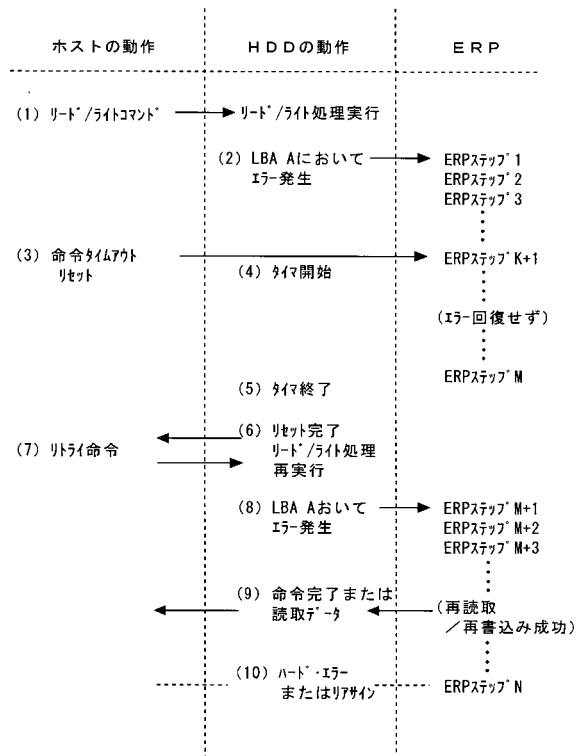 ホストの動作 HDDの動作 ERP
(1) リード/ライトコマンド リード/ライト処理実行
(2) LBA Aにおいて ERPステップ1
エラー発生 ERPステップ2
ERPステップ3
(3) 命令タイムアウト ERPステップK+1
リセット (4) タイマ開始
(エラー回復せず)
ERPステップM
(5) タイマ終了
(6) リセット完了
(7) リトライ命令 リード/ライト処理
再実行
(8) LBA Aおいて ERPステップM+1
エラー発生 ERPステップM+2
ERPステップM+3
(9) 命令完了または (再読取
読取データ /再書込み成功)
(10) ハード・エラー ERPステップN
またはリアサイン